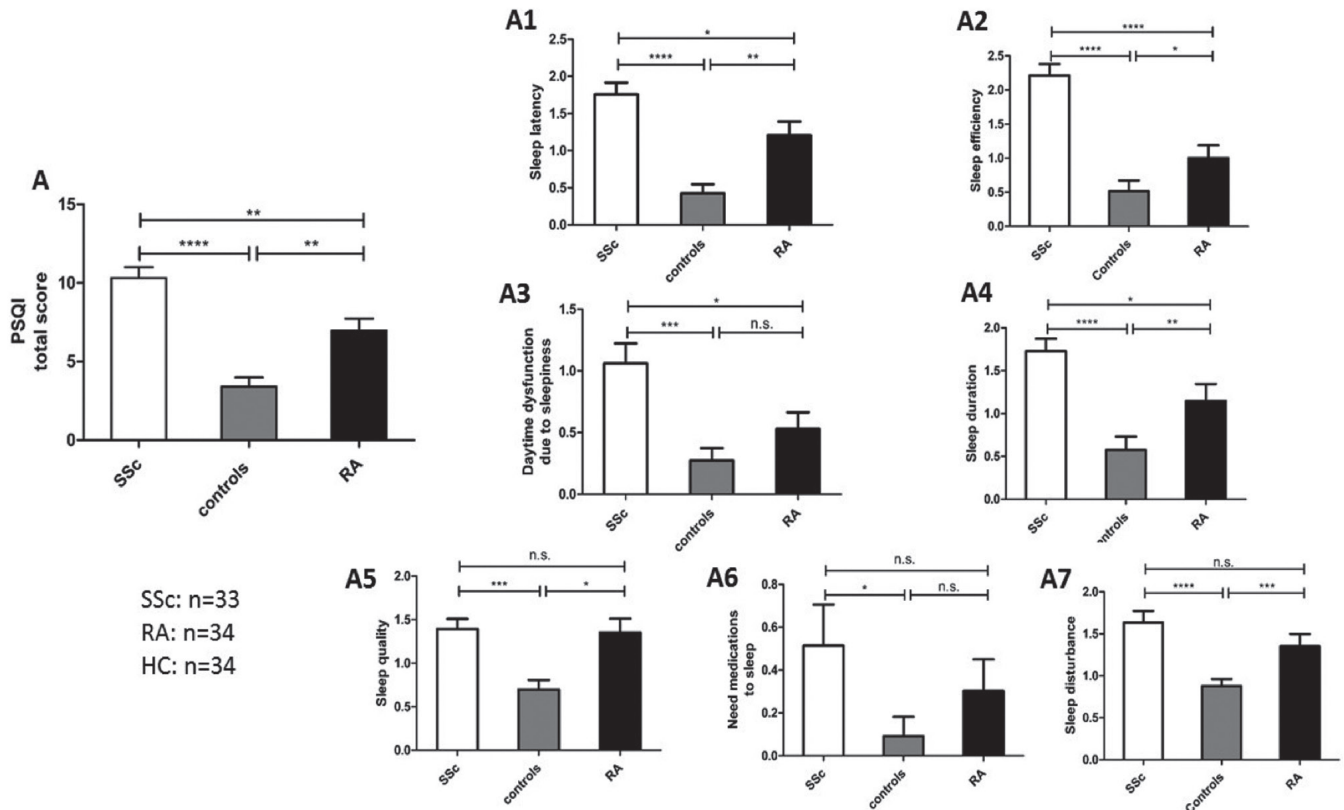 A
PSQI
total score
15
10
5
0
**
****
**
SSc
controls
RA
A1
Sleep latency
2.5
2.0
1.5
1.0
0.5
0.0
*
****
**
SSc
controls
RA
A2
Sleep efficiency
2.5
2.0
1.5
1.0
0.5
0.0
****
****
*
SSc
Controls
RA
A3
Daytime dysfunction
due to sleepiness
1.5
1.0
0.5
0.0
*
***
n.s.
SSc
controls
RA
A4
Sleep duration
2.0
1.5
1.0
0.5
0.0
*
****
**
SSc
ontrols
RA
SSc: n=33
RA: n=34
HC: n=34
A5
Sleep quality
2.0
1.5
1.0
0.5
0.0
n.s.
***
*
SSc
controls
RA
A6
Need medications
to sleep
0.8
0.6
0.4
0.2
0.0
n.s.
*
n.s.
SSc
controls
RA
A7
Sleep disturbance
2.0
1.5
1.0
0.5
0.0
n.s.
****
***
SSc
Controls
RA